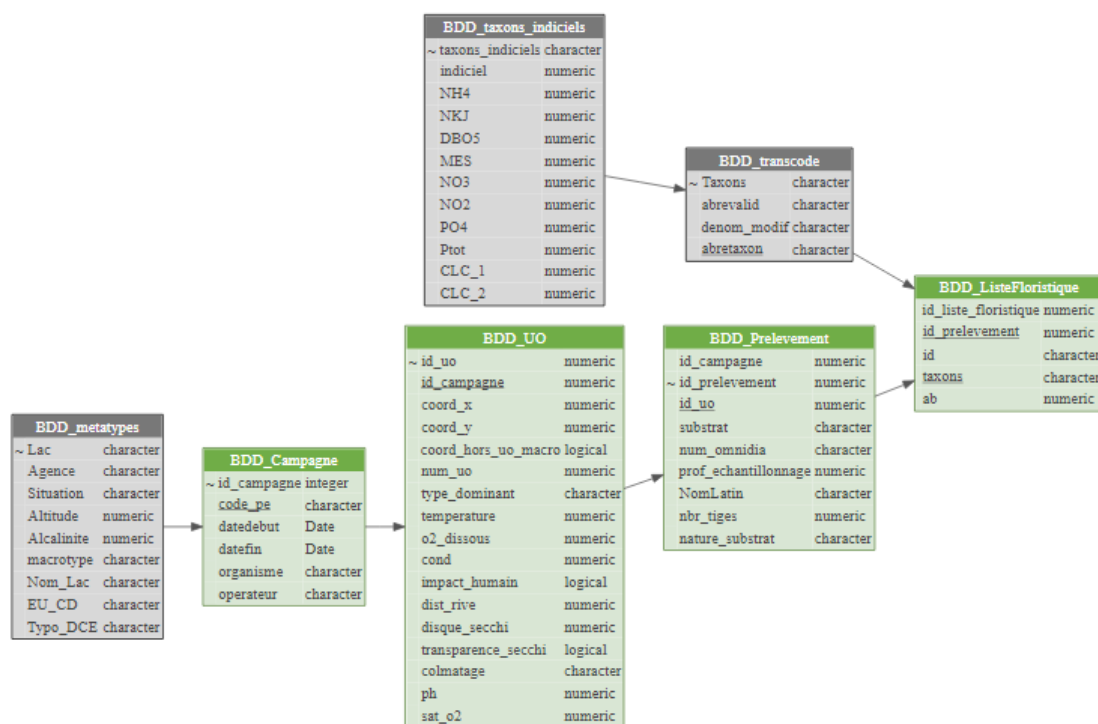 BDD_taxons_indiciels
~ taxons_indiciels character
indiciel numeric
NH4 numeric
NKJ numeric
DBO5 numeric
MES numeric
NO3 numeric
NO2 numeric
PO4 numeric
Ptot numeric
CLC_1 numeric
CLC_2 numeric
BDD_transcode
~ Taxons character
abrevalid character
denom_modif character
abretaxon character
BDD_ListeFloristique
id_liste_floristique numeric
id_prelevement numeric
id character
taxons character
ab numeric
BDD_UO
~ id_uo numeric
id_campagne numeric
coord_x numeric
coord_y numeric
coord_hors_uo_macro logical
num_uo numeric
type_dominant character
temperature numeric
o2_dissous numeric
cond numeric
impact_humain logical
dist_rive numeric
disque_secchi numeric
transparence_secchi logical
colmatage character
ph numeric
sat_o2 numeric
BDD_Prelevement
id_campagne numeric
~ id_prelevement numeric
id_uo numeric
substrat character
num_omnidia character
prof_echantillonnage numeric
NomLatin character
nbr_tiges numeric
nature_substrat character
BDD_metatypes
~ Lac character
Agence character
Situation character
Altitude numeric
Alcalinite numeric
macrotype character
Nom_Lac character
EU_CD character
Typo_DCE character
BDD_Campagne
~ id_campagne integer
code_pe character
datedebut Date
datefin Date
organisme character
operateur character